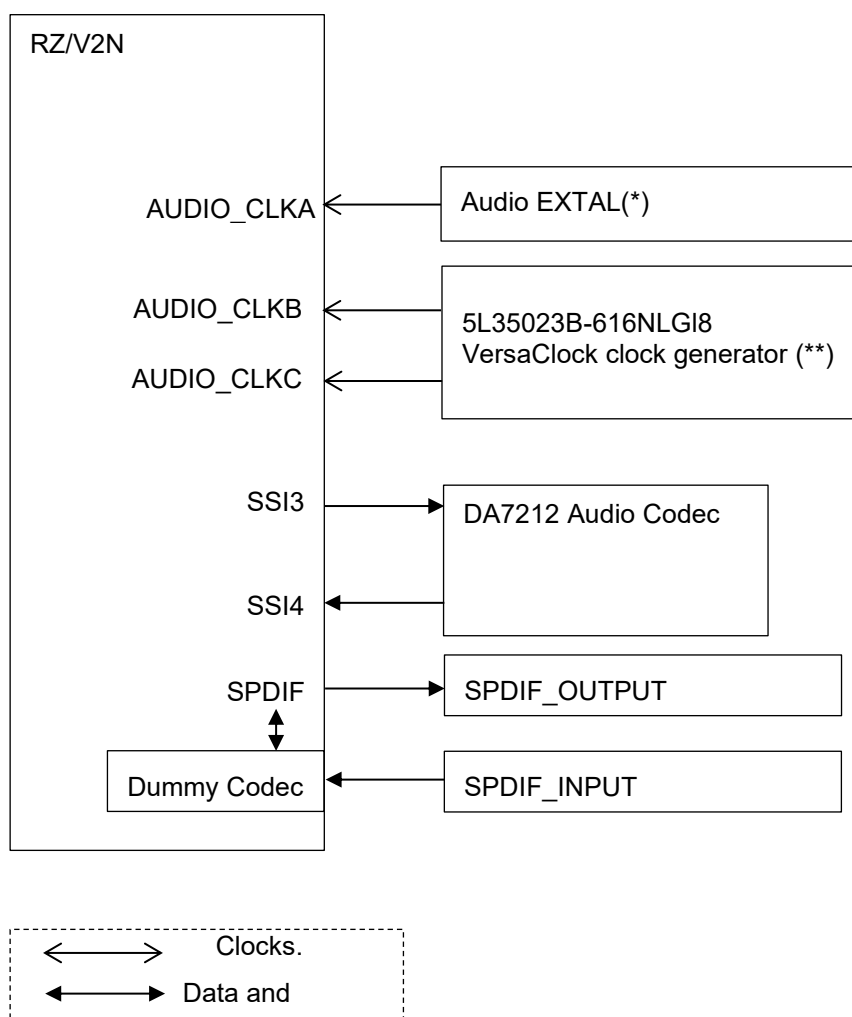 RZ/V2N
AUDIO_CLKA
Audio EXTAL(*)
AUDIO_CLKB
5L35023B-616NLGI8
VersaClock clock generator (**)
AUDIO_CLKC
SSI3
DA7212 Audio Codec
SSI4
SPDIF
SPDIF_OUTPUT
Dummy Codec
SPDIF_INPUT
Clocks.
Data and